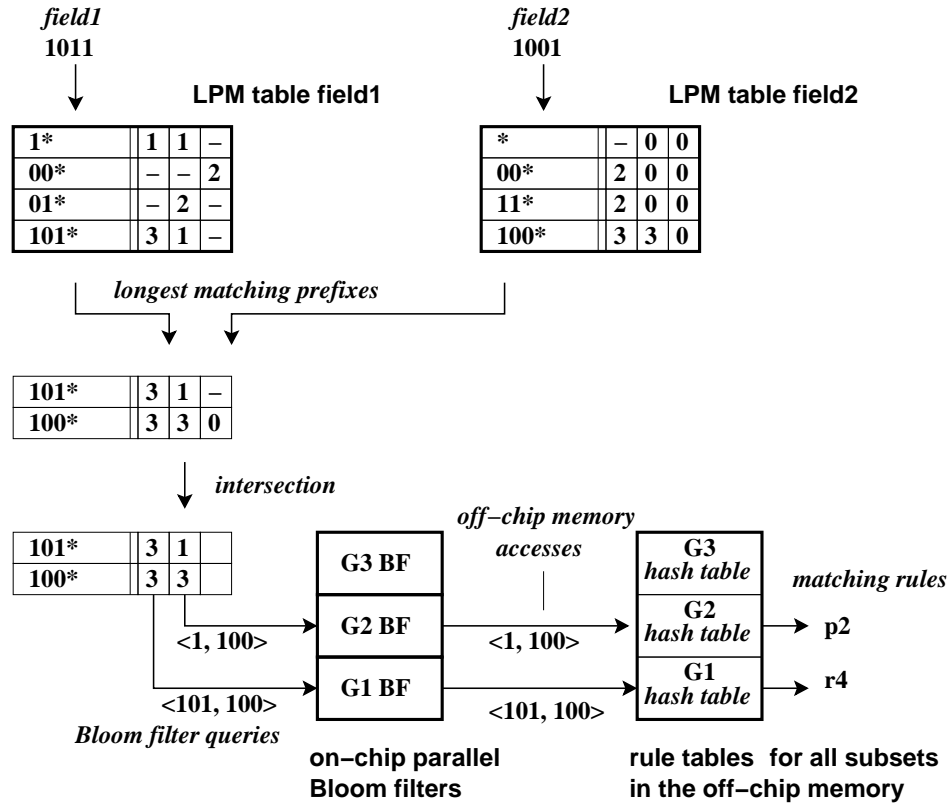 field1
1011
field2
1001
LPM table field1
LPM table field2
1* 1 1 –
00* – – 2
01* – 2 –
101* 3 1 –
* – 0 0
00* 2 0 0
11* 2 0 0
100* 3 3 0
longest matching prefixes
101* 3 1 –
100* 3 3 0
intersection
101* 3 1
100* 3 3
off–chip memory
accesses
G3 BF
G2 BF
G1 BF
G3
hash table
G2
hash table
G1
hash table
matching rules
p2
r4
<1, 100>
<1, 100>
<101, 100>
<101, 100>
Bloom filter queries
on–chip parallel
Bloom filters
rule tables for all subsets
in the off–chip memory